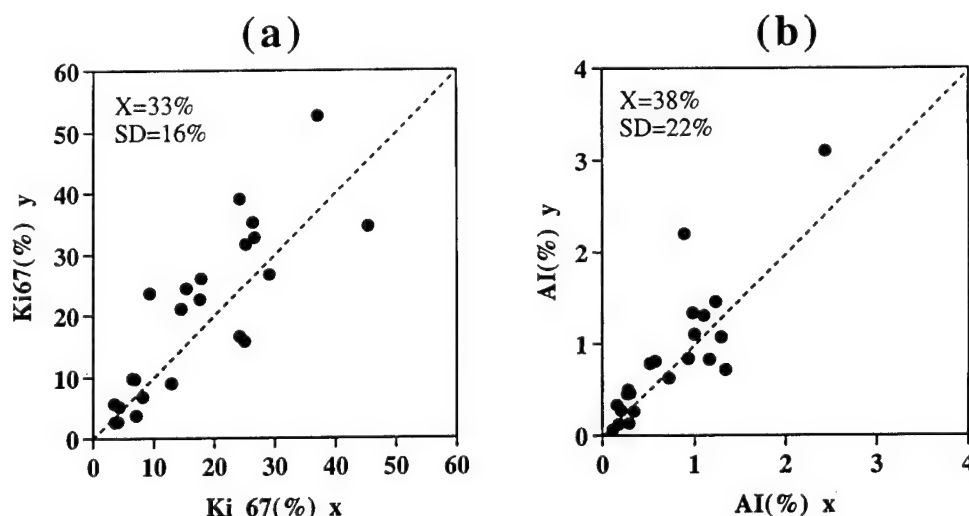 (a)
60
50
40
30
20
10
0
X=33%
SD=16%
Ki67(%) y
0 10 20 30 40 50 60
Ki 67(%) x
(b)
4
3
2
1
0
X=38%
SD=22%
AI(%) y
0 1 2 3 4
AI(%) x